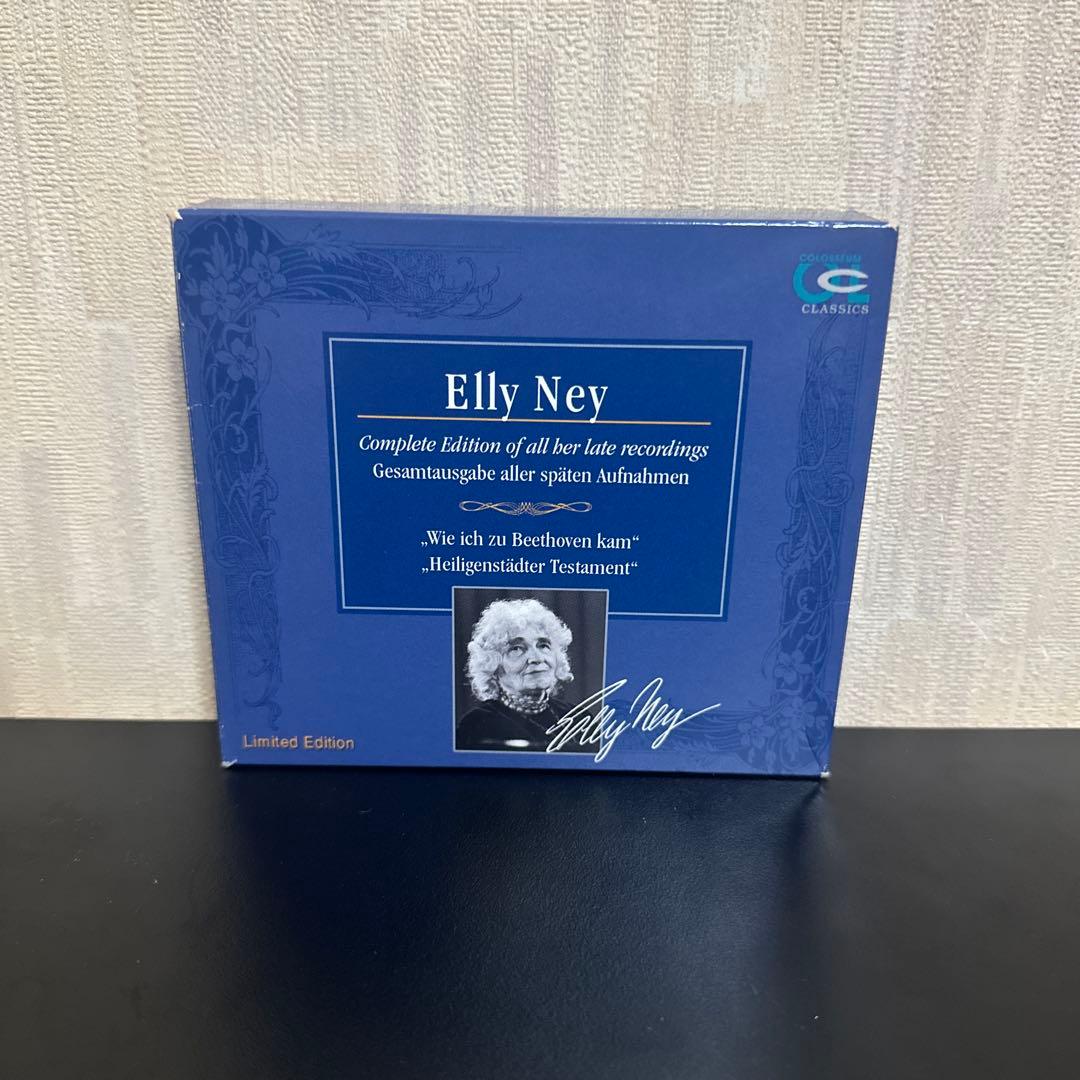 COLOSSEUM
COL
CLASSICS
Elly Ney
Complete Edition of all her late recordings
Gesamtausgabe aller späten Aufnahmen
„Wie ich zu Beethoven kam“
„Heiligenstädter Testament“
Elly Ney
Limited Edition